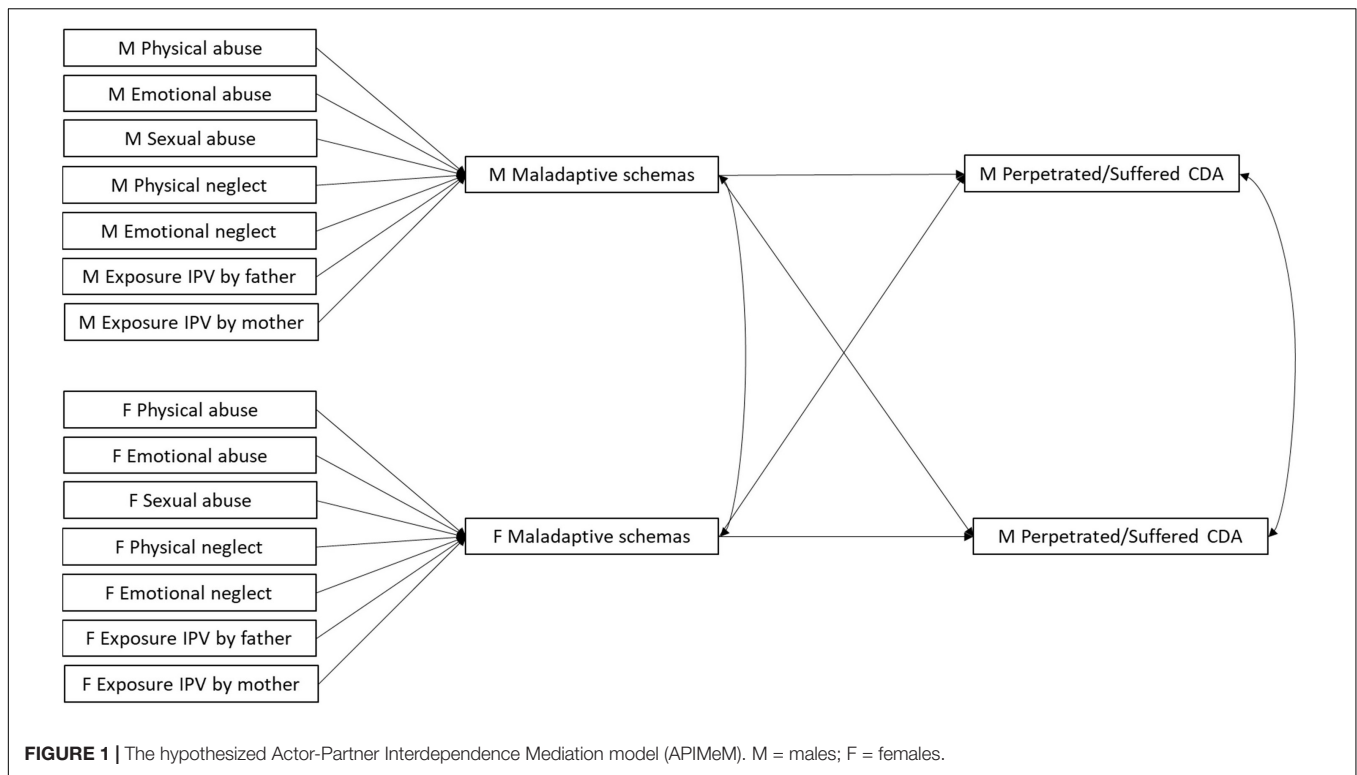 M Physical abuse
M Emotional abuse
M Sexual abuse
M Physical neglect
M Emotional neglect
M Exposure IPV by father
M Exposure IPV by mother
M Maladaptive schemas
M Perpetrated/Suffered CDA
F Physical abuse
F Emotional abuse
F Sexual abuse
F Physical neglect
F Emotional neglect
F Exposure IPV by father
F Exposure IPV by mother
F Maladaptive schemas
M Perpetrated/Suffered CDA
FIGURE 1 | The hypothesized Actor-Partner Interdependence Mediation model (APIMeM). M = males; F = females.